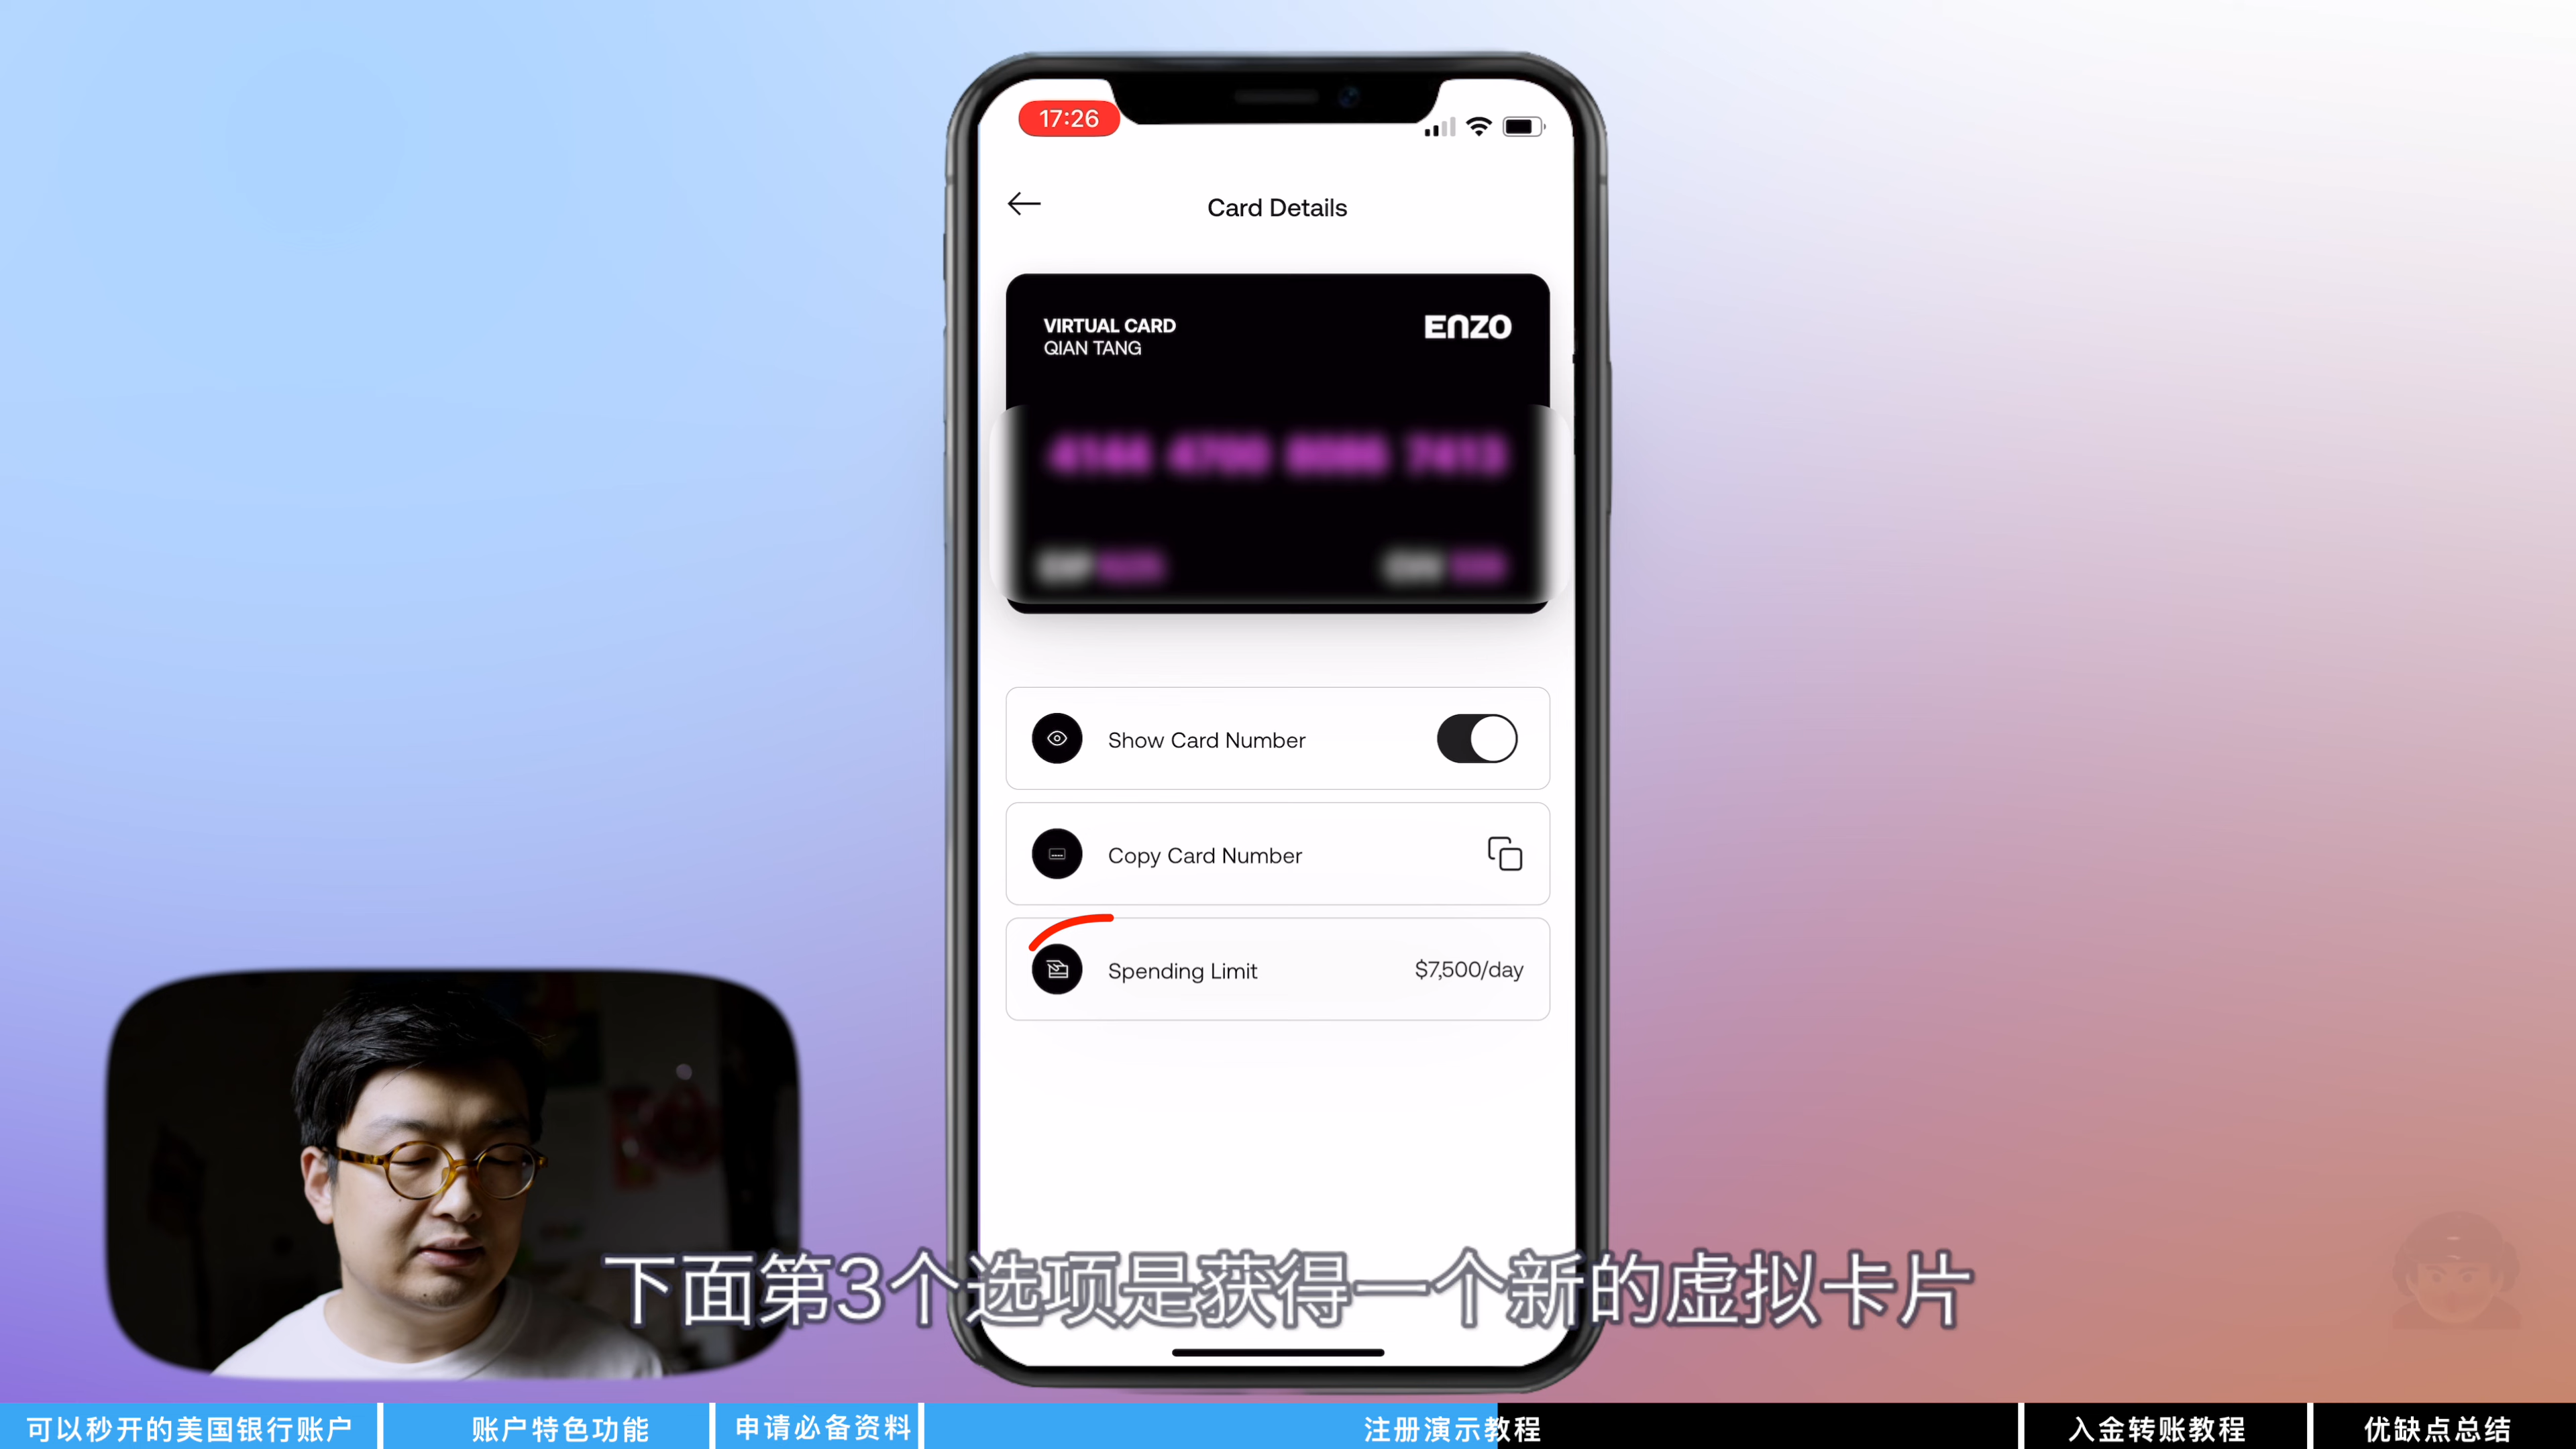 17:26
Card Details
VIRTUAL CARD
QIAN TANG
ENZO
Show Card Number
Copy Card Number
Spending Limit
$7,500/day
下面第3个选项是获得一个新的虚拟卡片
可以秒开的美国银行账户
账户特色功能
申请必备资料
注册演示教程
入金转账教程
优缺点总结